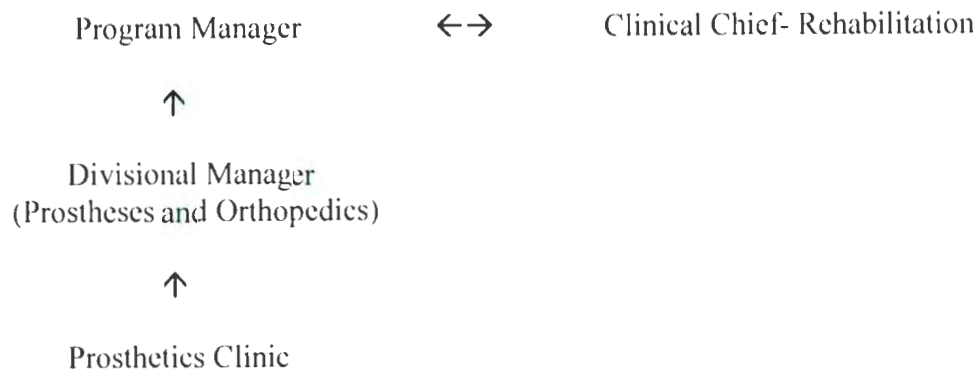 Program Manager ←→ Clinical Chief- Rehabilitation
↑
Divisional Manager
(Prostheses and Orthopedics)
↑
Prosthetics Clinic